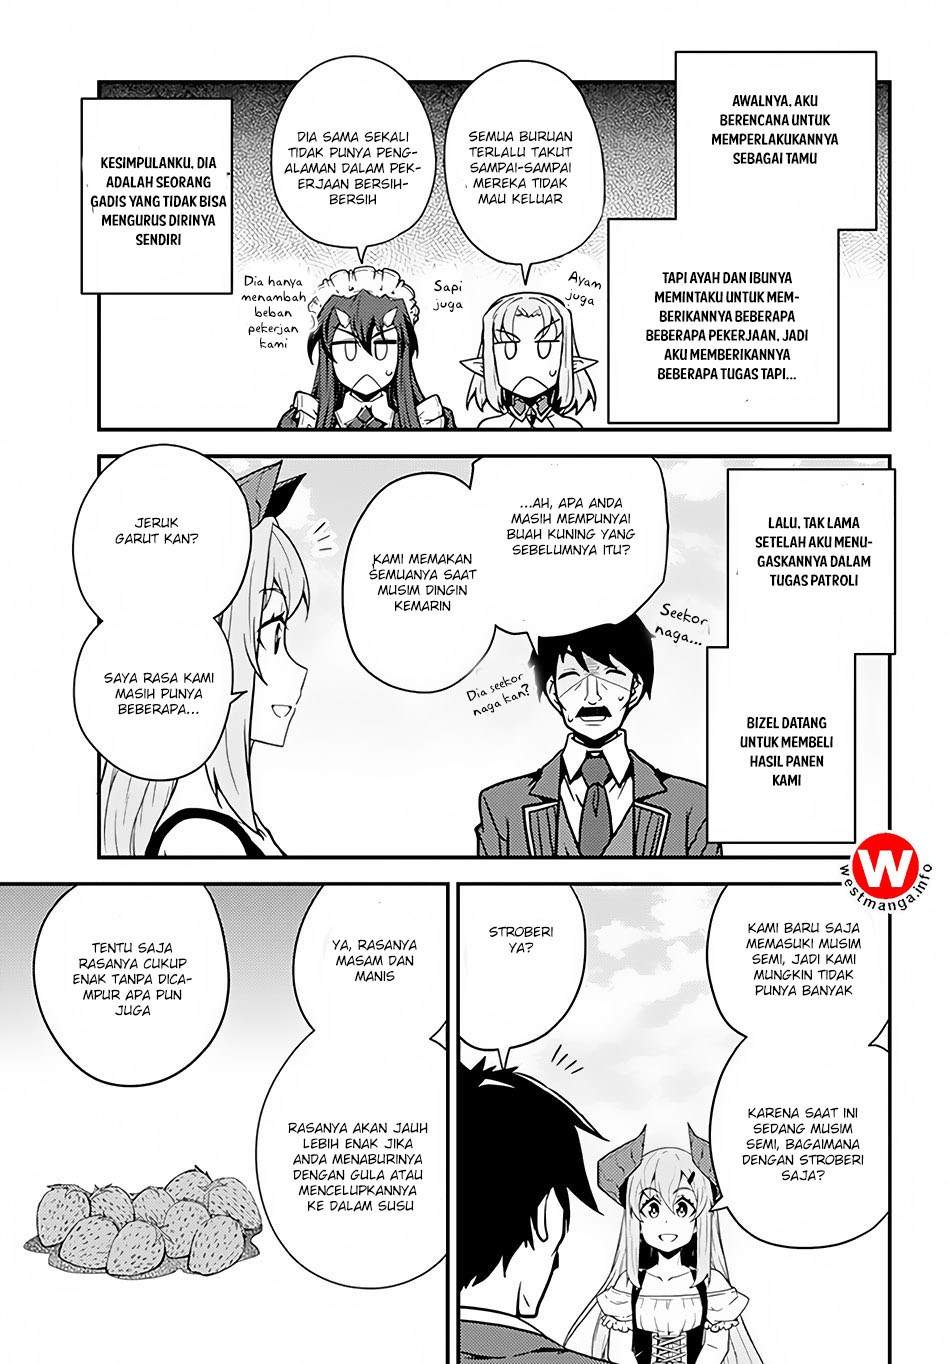 AWALNYA, AKU
BERENCANA UNTUK
MEMPERLAKUKANNYA
SEBAGAI TAMU
TAPI AYAH DAN IBUNYA
MEMINTAKU UNTUK MEM-
BERIKANNYA BEBERAPA
BEBERAPA PEKERJAAN, JADI
AKU MEMBERIKANNYA
BEBERAPA TUGAS TAPI...
SEMUA BURUAN
TERLALU TAKUT
SAMPAI-SAMPAI
MEREKA TIDAK
MAU KELUAR
Ayam
juga
Sapi
juga
DIA SAMA SEKALI
TIDAK PUNYA PENG-
ALAMAN DALAM PEK-
ERJAAN BERSIH-
BERSIH
Dia hanya
menambah
beban
pekerjan
kami
KESIMPULANKU, DIA
ADALAH SEORANG
GADIS YANG TIDAK BISA
MENGURUS DIRINYA
SENDIRI
LALU, TAK LAMA
SETELAH AKU MENU-
GASKANNYA DALAM
TUGAS PATROLI
BIZEL DATANG
UNTUK MEMBELI
HASIL PANEN
KAMI
Seekor
naga...
Dia seekor
naga kan?
...AH, APA ANDA
MASIH MEMPUNYAI
BUAH KUNING YANG
SEBELUMNYA ITU?
KAMI MEMAKAN
SEMUANYA SAAT
MUSIM DINGIN
KEMARIN
JERUK
GARUT KAN?
SAYA RASA KAMI
MASIH PUNYA
BEBERAPA...
KAMI BARU SAJA
MEMASUKI MUSIM
SEMI, JADI KAMI
MUNGKIN TIDAK
PUNYA BANYAK
KARENA SAAT INI
SEDANG MUSIM
SEMI, BAGAIMANA
DENGAN STROBERI
SAJA?
STROBERI
YA?
YA, RASANYA
MASAM DAN
MANIS
RASANYA AKAN JAUH
LEBIH ENAK JIKA
ANDA MENABURINYA
DENGAN GULA ATAU
MENCELUPKANNYA
KE DALAM SUSU
TENTU SAJA
RASANYA CUKUP
ENAK TANPA DICA-
MPUR APA PUN
JUGA
W
westmanga.info